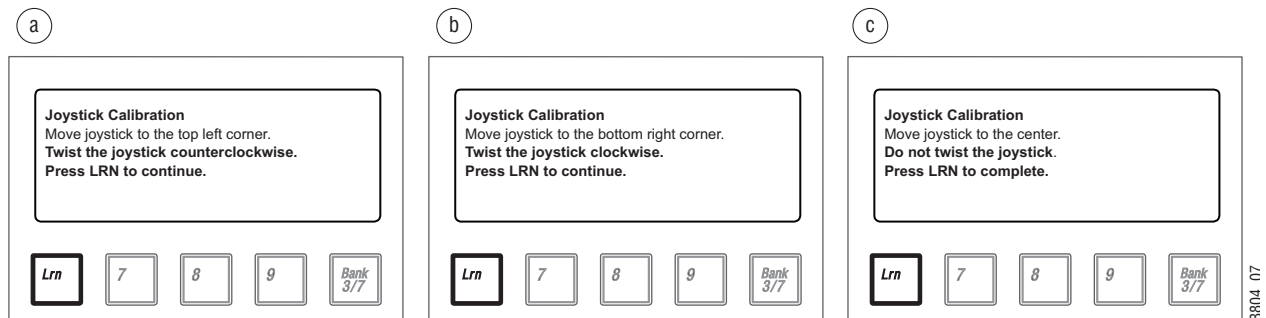 a
Joystick Calibration
Move joystick to the top left corner.
Twist the joystick counterclockwise.
Press LRN to continue.
Lrn
7
8
9
Bank
3/7
b
Joystick Calibration
Move joystick to the bottom right corner.
Twist the joystick clockwise.
Press LRN to continue.
Lrn
7
8
9
Bank
3/7
c
Joystick Calibration
Move joystick to the center.
Do not twist the joystick.
Press LRN to complete.
Lrn
7
8
9
Bank
3/7
8804_07